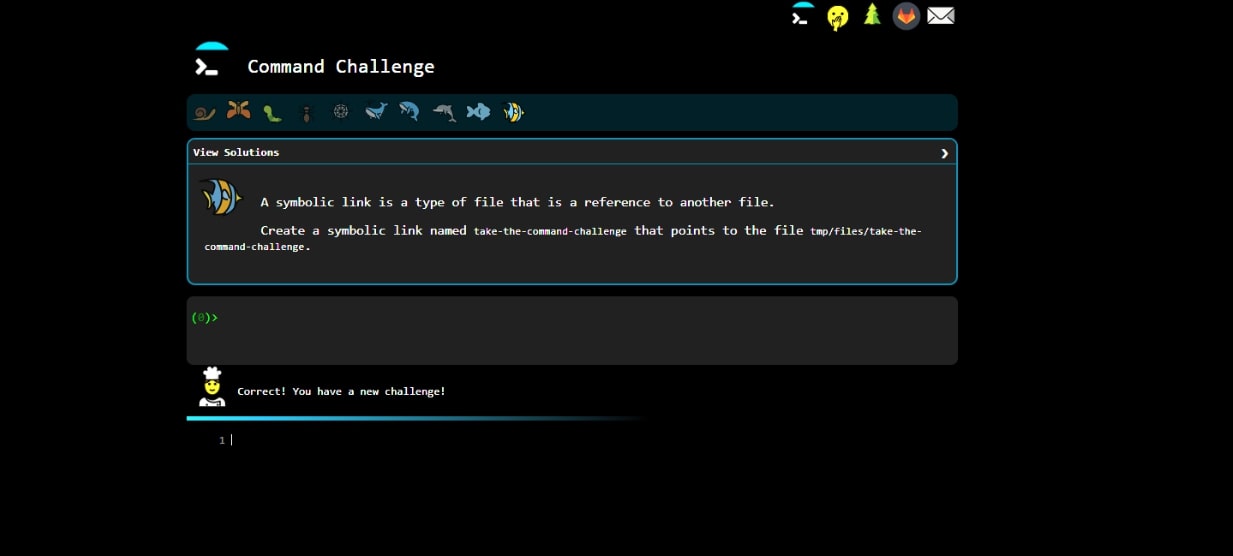 Command Challenge
View Solutions
A symbolic link is a type of file that is a reference to another file.
Create a symbolic link named take-the-command-challenge that points to the file tmp/files/take-the-
command-challenge.
(0)>
Correct! You have a new challenge!
1